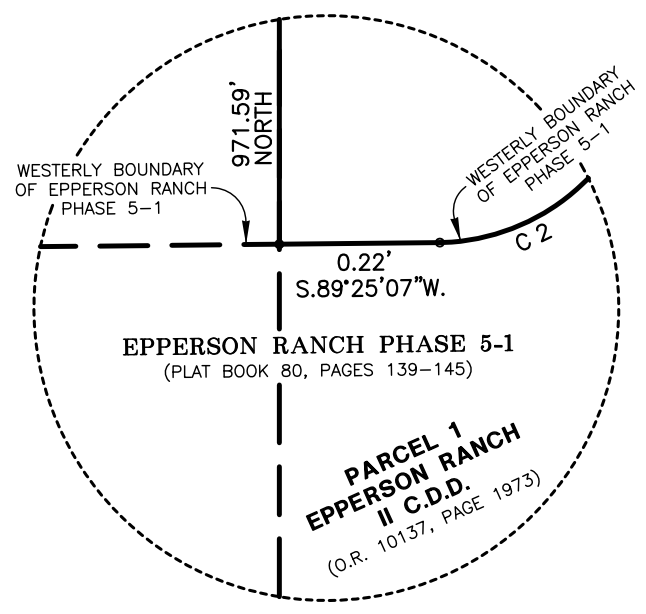 971.59'
NORTH
WESTERLY BOUNDARY
OF EPPERSON RANCH
PHASE 5-1
WESTERLY BOUNDARY
OF EPPERSON RANCH
PHASE 5-1
C 2
0.22'
S.89°25'07"W.
EPPERSON RANCH PHASE 5-1
(PLAT BOOK 80, PAGES 139-145)
PARCEL 1
EPPERSON RANCH
II C.D.D.
(O.R. 10137, PAGE 1973)